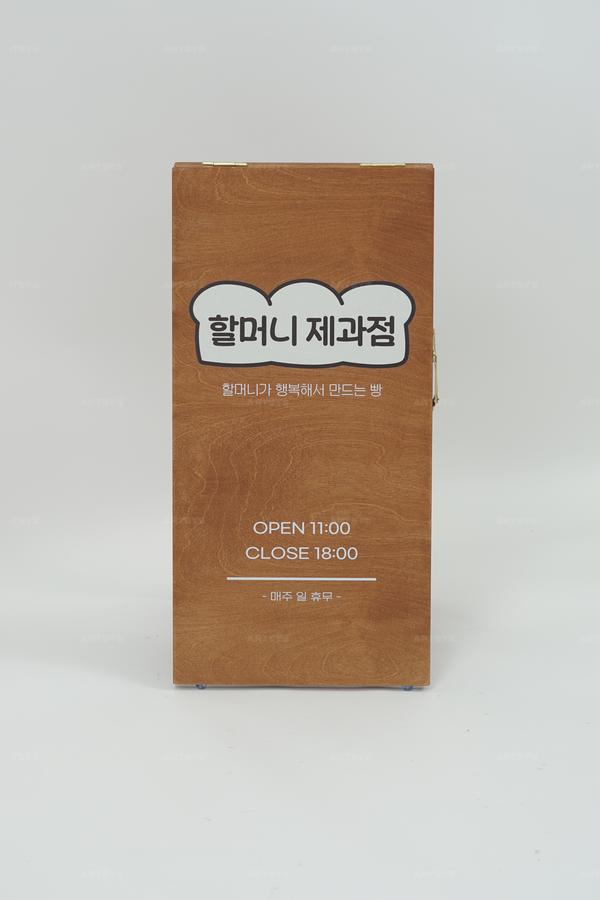 할머니 제과점
할머니가 행복해서 만드는 빵
OPEN 11:00
CLOSE 18:00
- 매주 일 휴무 -